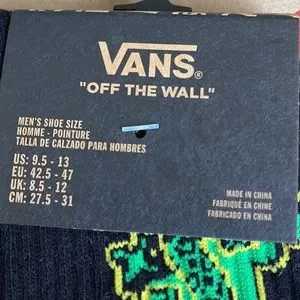 VANS®
"OFF THE WALL"
MEN'S SHOE SIZE
HOMME - POINTURE
TALLA DE CALZADO PARA HOMBRES
US: 9.5 - 13
EU: 42.5 - 47
UK: 8.5 - 12
CM: 27.5 - 31
MADE IN CHINA
FABRIQUÉ EN CHINE
FABRICADO EN CHINA